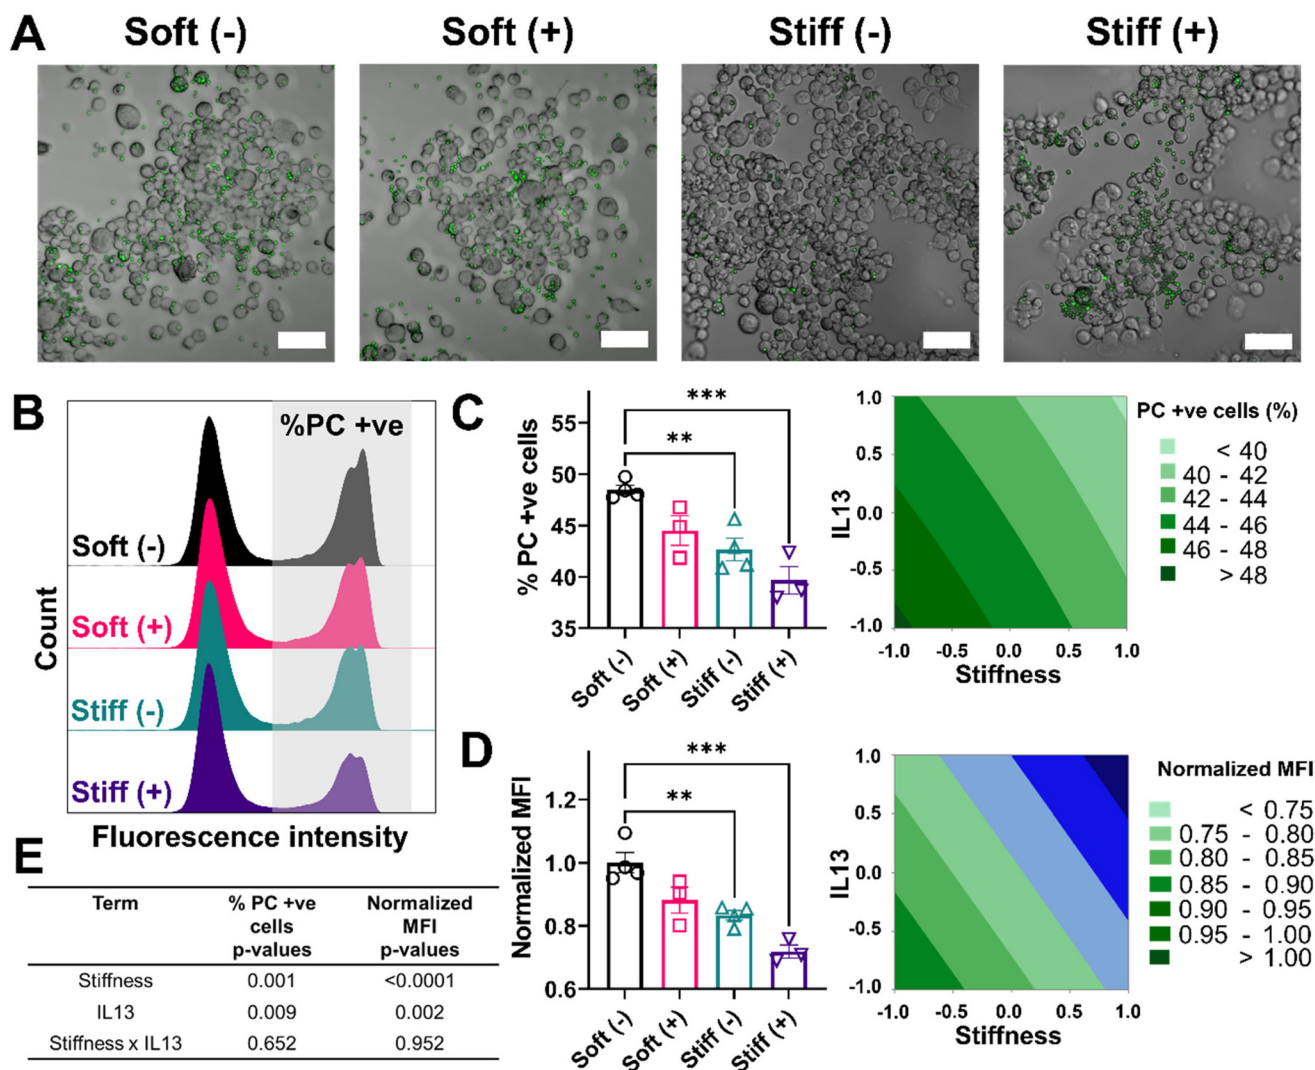 A
Soft (-)
Soft (+)
Stiff (-)
Stiff (+)
B
%PC +ve
Soft (-)
Soft (+)
Stiff (-)
Stiff (+)
Count
Fluorescence intensity
C
% PC +ve cells
55
50
45
40
35
***
**
Soft (-)
Soft (+)
Stiff (-)
Stiff (+)
IL13
1.0
0.5
0.0
-0.5
-1.0
-1.0 -0.5 0.0 0.5 1.0
Stiffness
PC +ve cells (%)
< 40
40 - 42
42 - 44
44 - 46
46 - 48
> 48
D
Normalized MFI
1.2
1.0
0.8
0.6
***
**
Soft (-)
Soft (+)
Stiff (-)
Stiff (+)
IL13
1.0
0.5
0.0
-0.5
-1.0
-1.0 -0.5 0.0 0.5 1.0
Stiffness
Normalized MFI
< 0.75
0.75 - 0.80
0.80 - 0.85
0.85 - 0.90
0.90 - 0.95
0.95 - 1.00
> 1.00
E
Term % PC +ve cells p-values Normalized MFI p-values
Stiffness 0.001 <0.0001
IL13 0.009 0.002
Stiffness x IL13 0.652 0.952